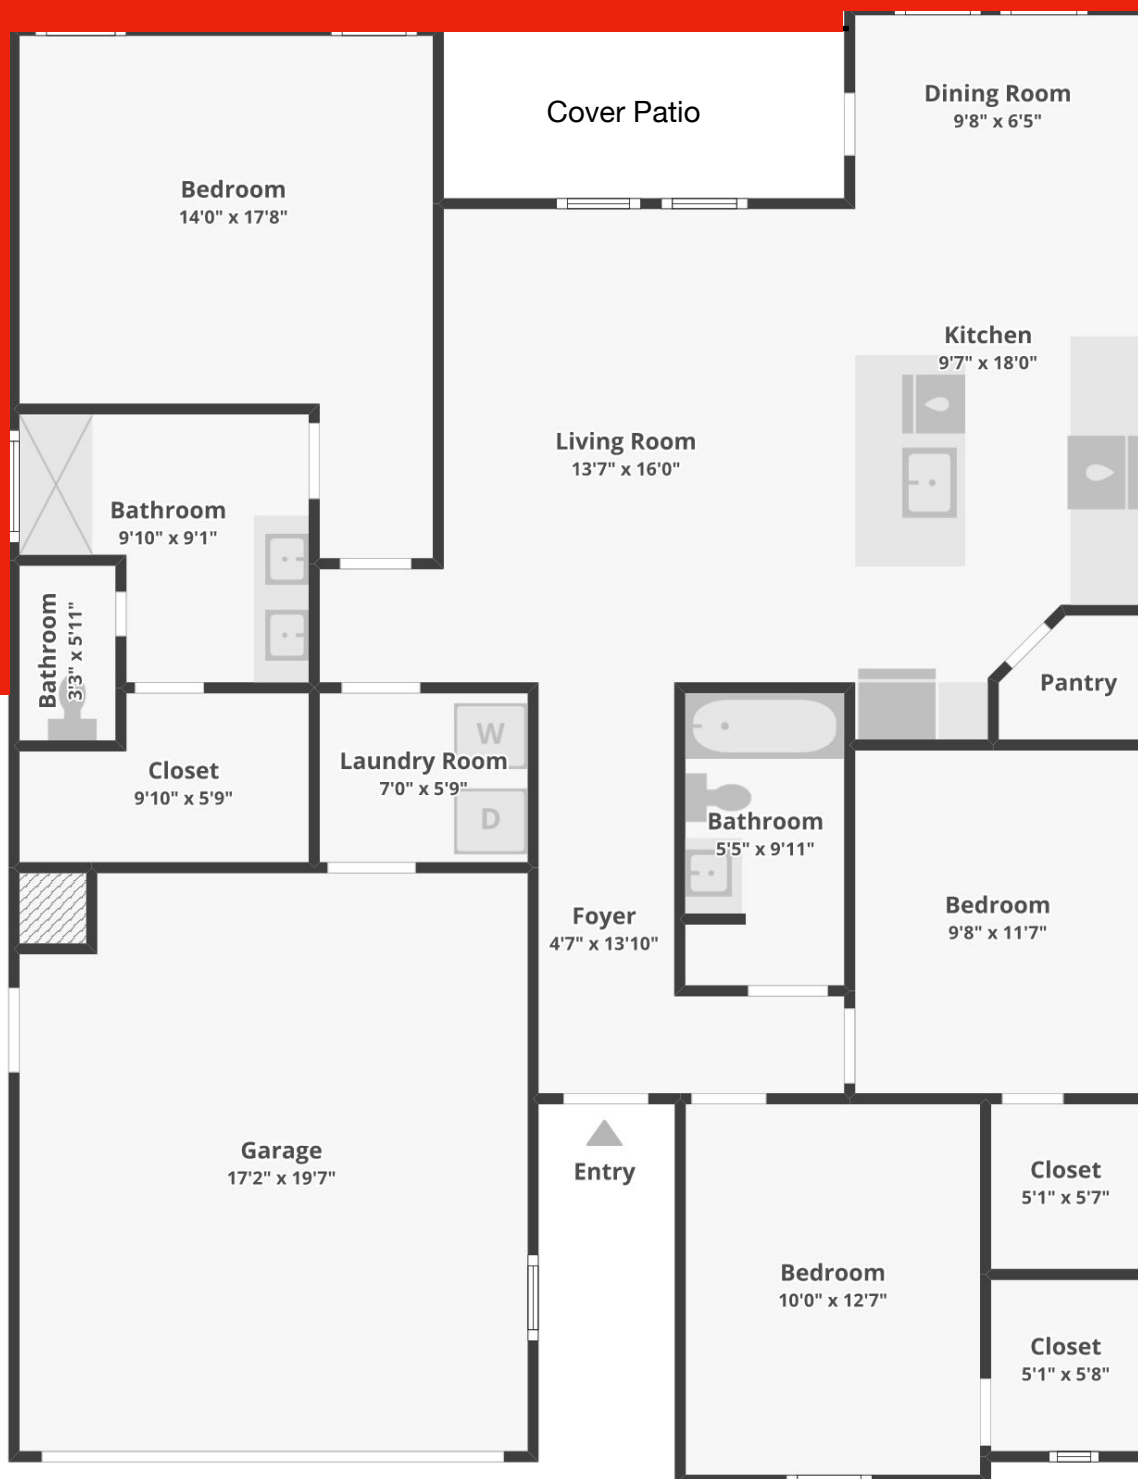 Cover Patio
Dining Room
9'8" x 6'5"
Bedroom
14'0" x 17'8"
Kitchen
9'7" x 18'0"
Living Room
13'7" x 16'0"
Bathroom
9'10" x 9'1"
Bathroom
3'3" x 5'11"
Pantry
W
Laundry Room
7'0" x 5'9"
D
Closet
9'10" x 5'9"
Bathroom
5'5" x 9'11"
Foyer
4'7" x 13'10"
Bedroom
9'8" x 11'7"
Garage
17'2" x 19'7"
Entry
Closet
5'1" x 5'7"
Bedroom
10'0" x 12'7"
Closet
5'1" x 5'8"